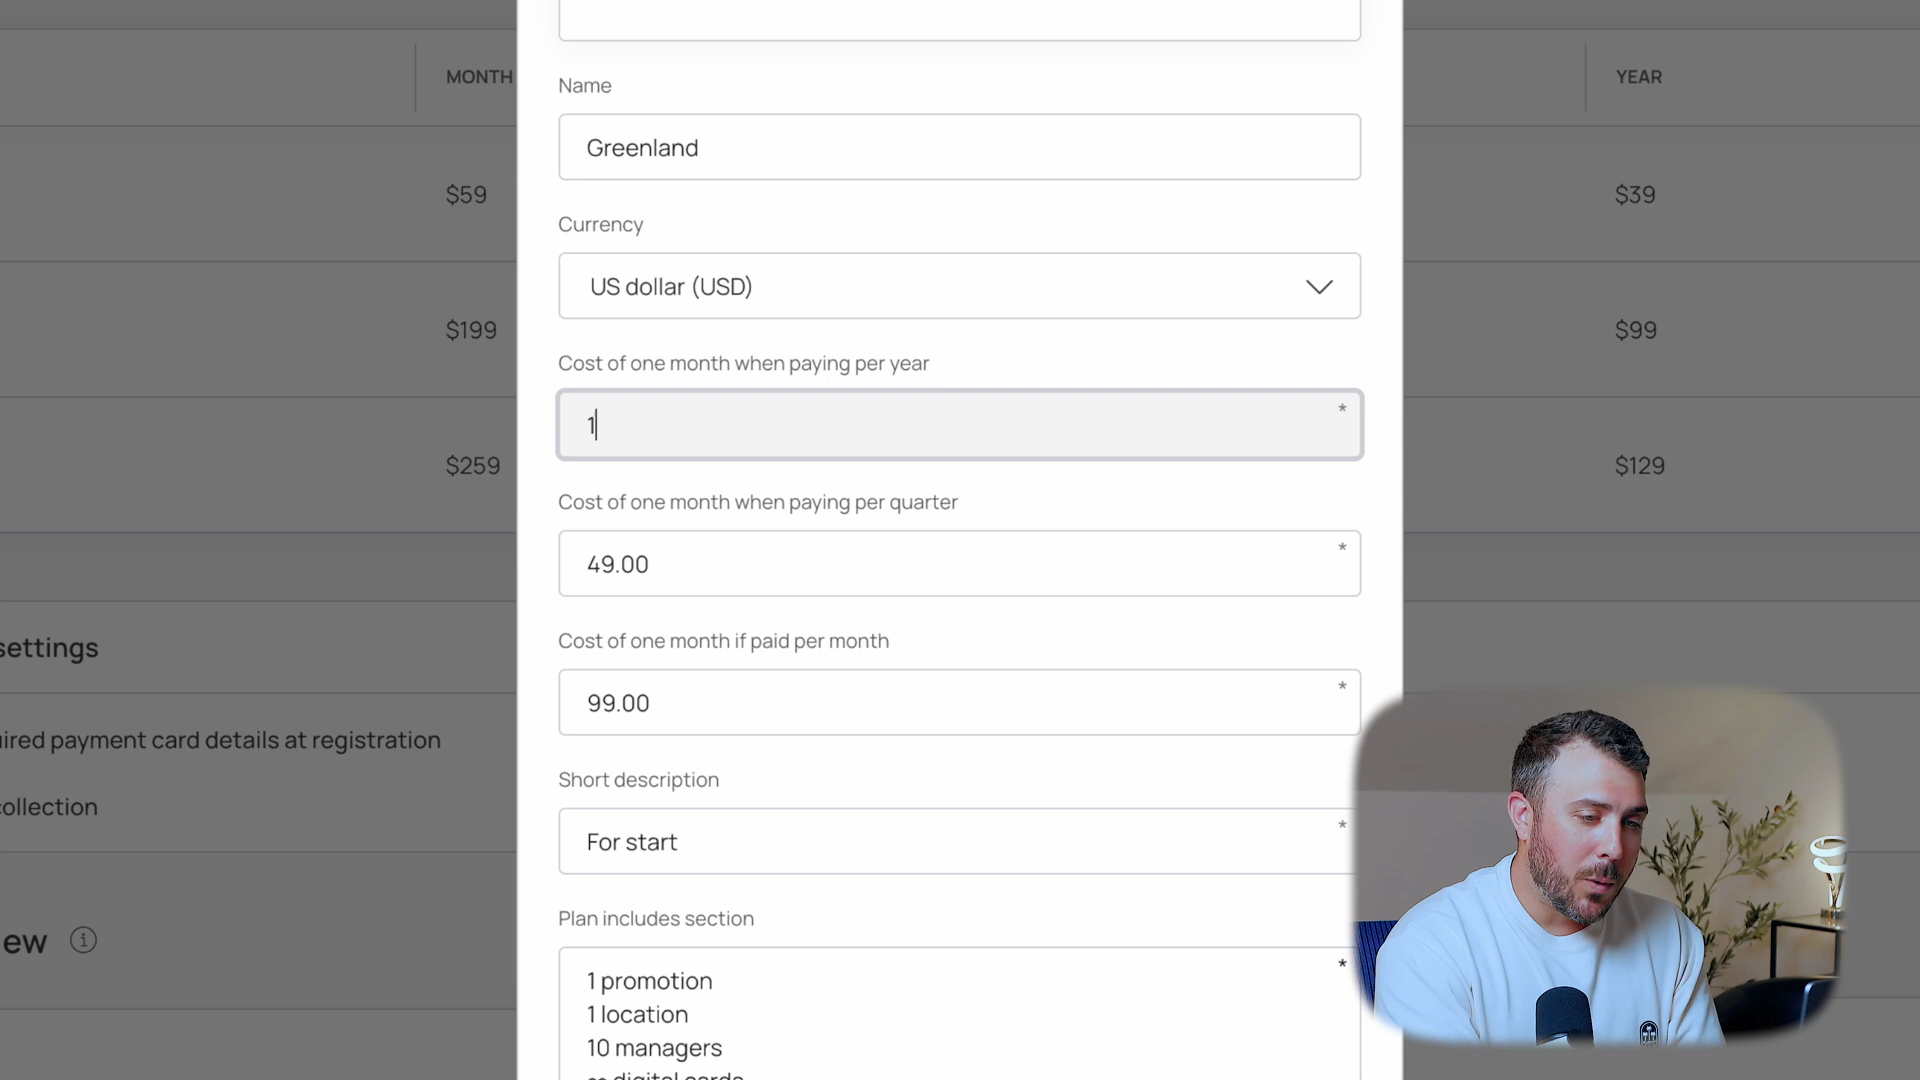 MONTH
YEAR
Name
Greenland
$59
$39
Currency
US dollar (USD)
$199
$99
Cost of one month when paying per year
1
*
$259
$129
Cost of one month when paying per quarter
49.00
*
settings
Cost of one month if paid per month
99.00
*
payment card details at registration
Short description
For start
*
Plan includes section
1 promotion
1 location
10 managers
digital cards
*